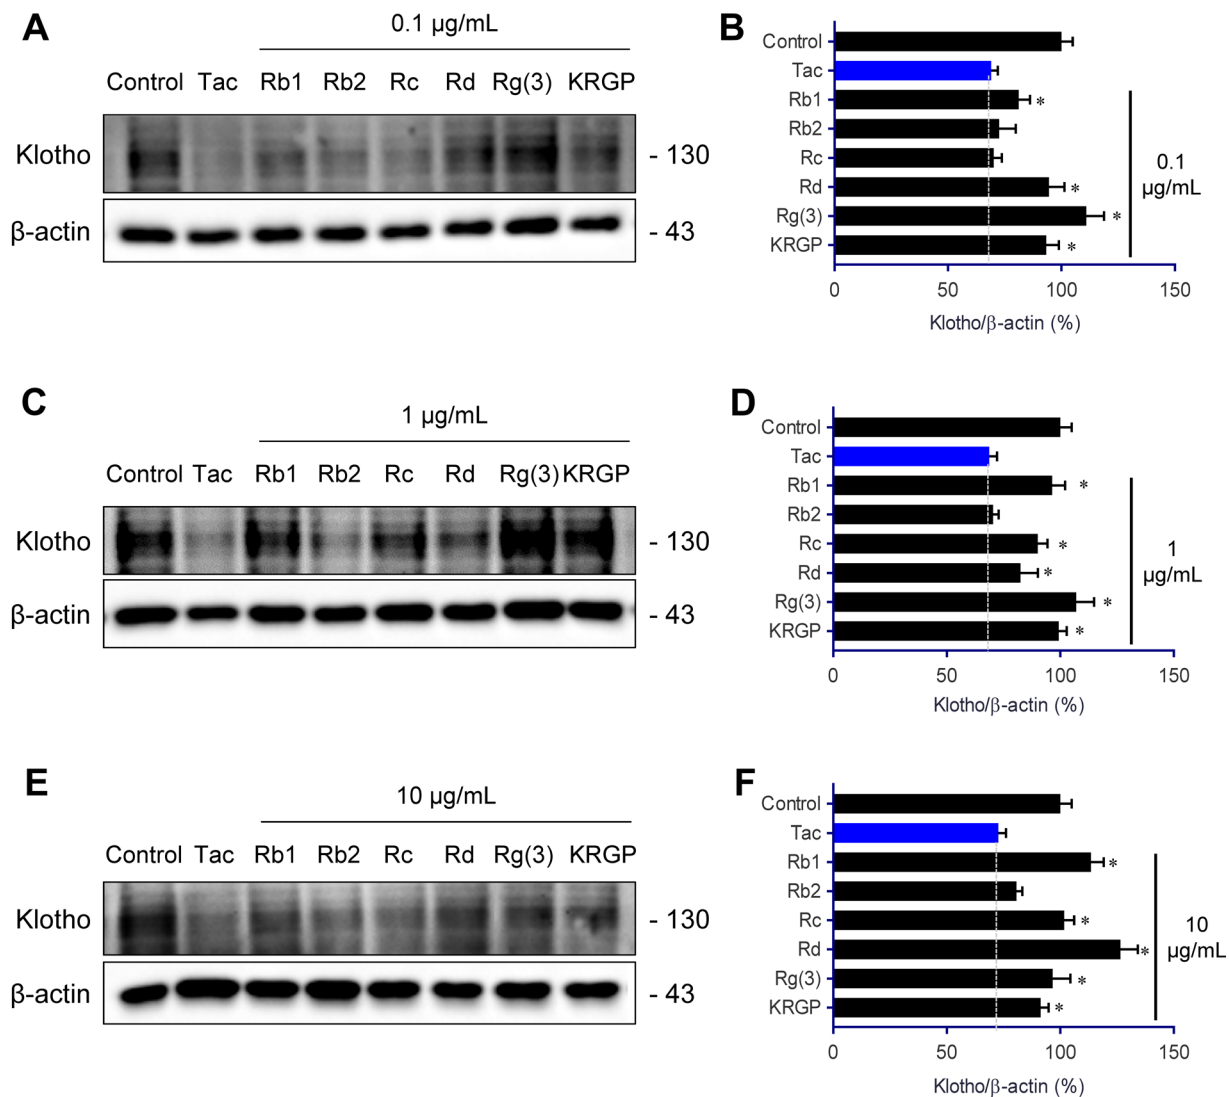 A
0.1 µg/mL
Control Tac Rb1 Rb2 Rc Rd Rg(3) KRGP
Klotho - 130
β-actin - 43
B
Control
Tac
Rb1 *
Rb2
Rc
Rd *
Rg(3) *
KRGP *
0.1
µg/mL
0 50 100 150
Klotho/β-actin (%)
C
1 µg/mL
Control Tac Rb1 Rb2 Rc Rd Rg(3) KRGP
Klotho - 130
β-actin - 43
D
Control
Tac
Rb1 *
Rb2
Rc *
Rd *
Rg(3) *
KRGP *
1
µg/mL
0 50 100 150
Klotho/β-actin (%)
E
10 µg/mL
Control Tac Rb1 Rb2 Rc Rd Rg(3) KRGP
Klotho - 130
β-actin - 43
F
Control
Tac
Rb1 *
Rb2
Rc *
Rd *
Rg(3) *
KRGP *
10
µg/mL
0 50 100 150
Klotho/β-actin (%)